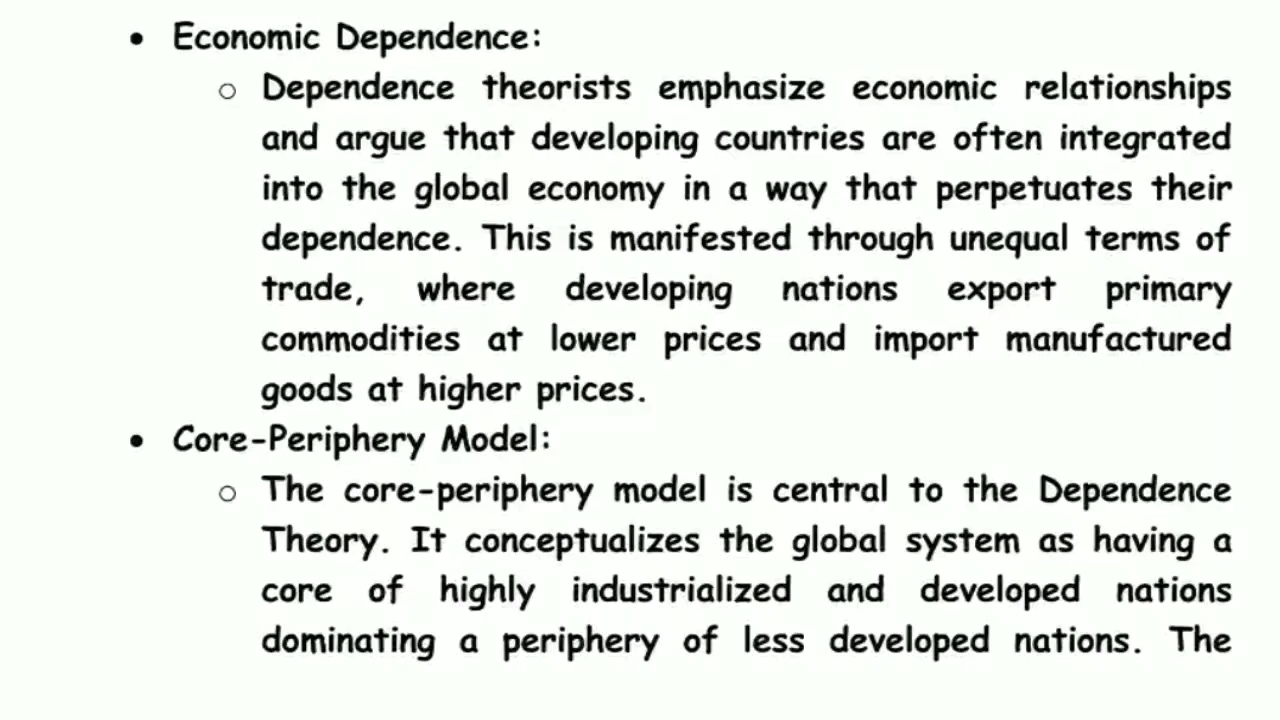 • Economic Dependence:
○ Dependence theorists emphasize economic relationships
and argue that developing countries are often integrated
into the global economy in a way that perpetuates their
dependence. This is manifested through unequal terms of
trade, where developing nations export primary
commodities at lower prices and import manufactured
goods at higher prices.
• Core-Periphery Model:
○ The core-periphery model is central to the Dependence
Theory. It conceptualizes the global system as having a
core of highly industrialized and developed nations
dominating a periphery of less developed nations. The